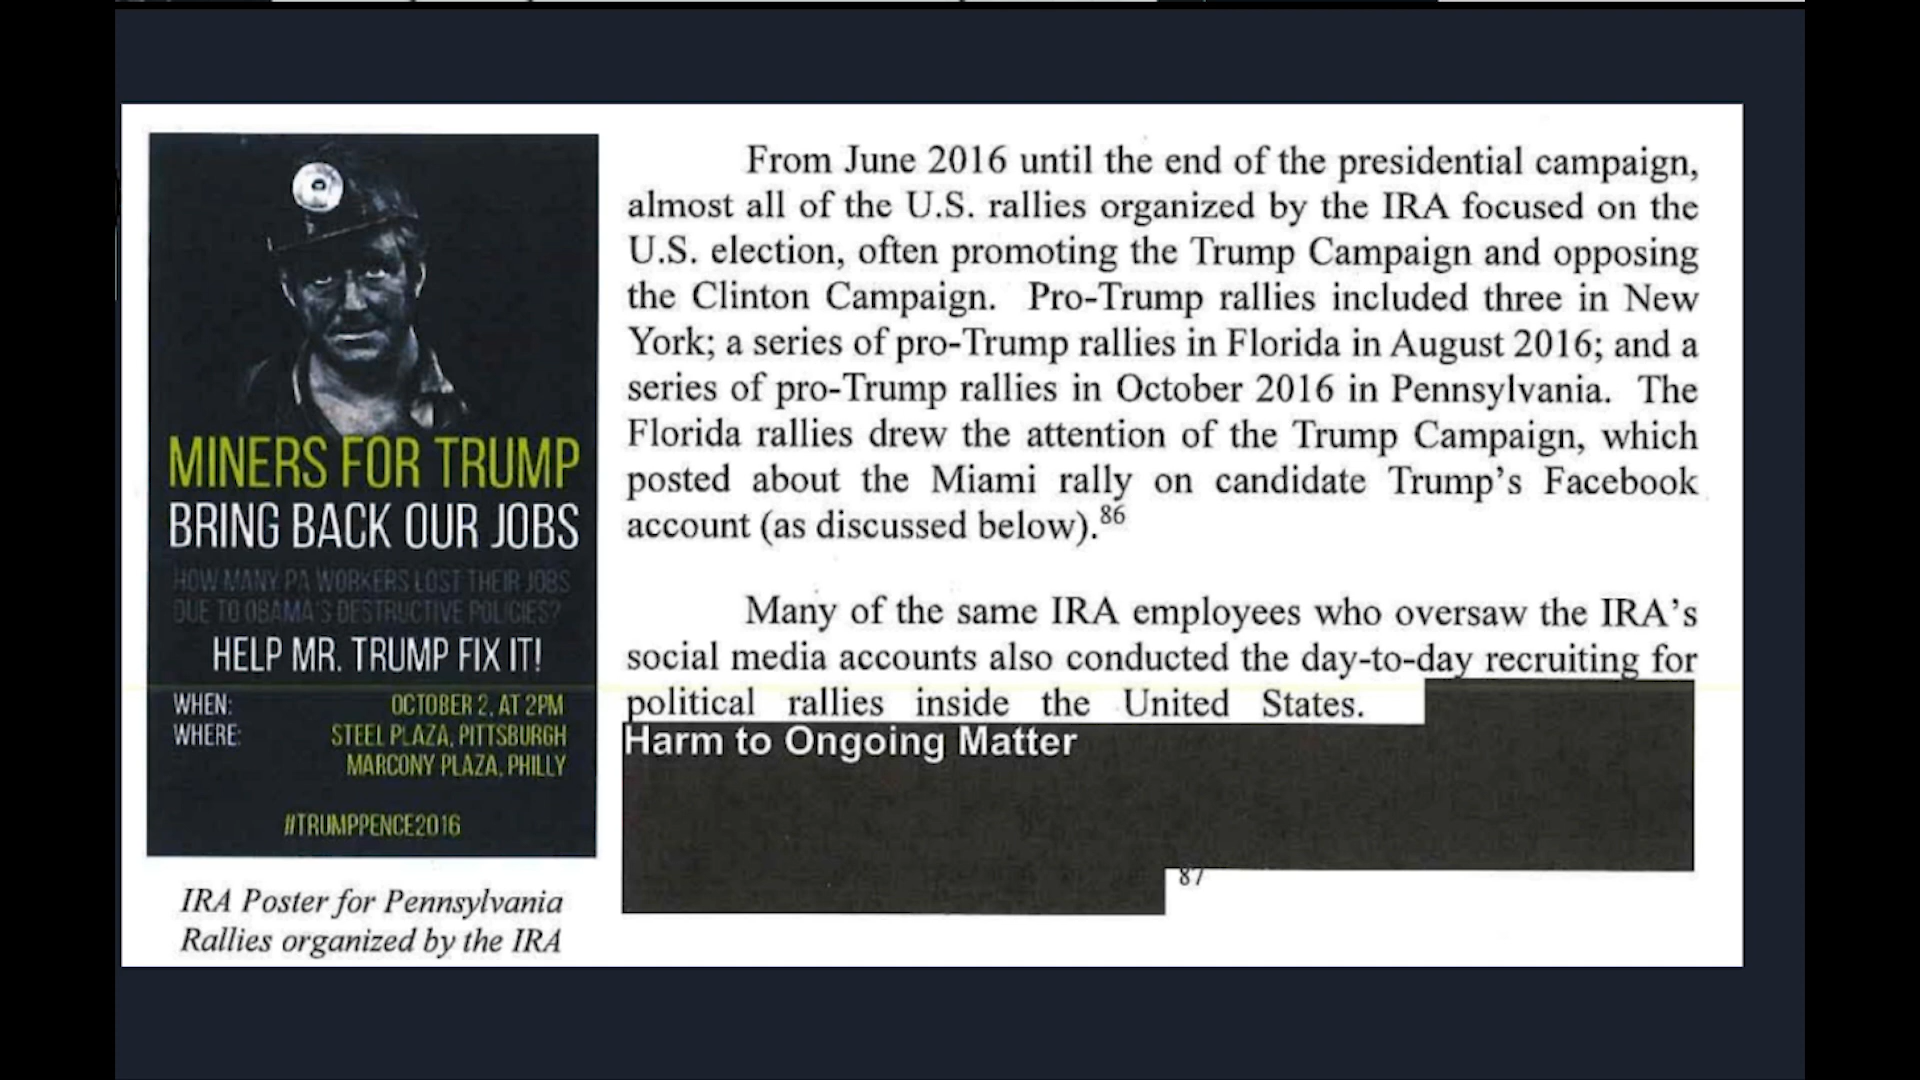 MINERS FOR TRUMP
BRING BACK OUR JOBS
HOW MANY PA WORKERS LOST THEIR JOBS
DUE TO OBAMA'S DESTRUCTIVE POLICIES?
HELP MR. TRUMP FIX IT!
WHEN: OCTOBER 2, AT 2PM
WHERE: STEEL PLAZA, PITTSBURGH
MARCONY PLAZA, PHILLY
#TRUMPPENCE2016
IRA Poster for Pennsylvania
Rallies organized by the IRA
From June 2016 until the end of the presidential campaign,
almost all of the U.S. rallies organized by the IRA focused on the
U.S. election, often promoting the Trump Campaign and opposing
the Clinton Campaign. Pro-Trump rallies included three in New
York; a series of pro-Trump rallies in Florida in August 2016; and a
series of pro-Trump rallies in October 2016 in Pennsylvania. The
Florida rallies drew the attention of the Trump Campaign, which
posted about the Miami rally on candidate Trump's Facebook
account (as discussed below).86
Many of the same IRA employees who oversaw the IRA's
social media accounts also conducted the day-to-day recruiting for
political rallies inside the United States.
Harm to Ongoing Matter
87